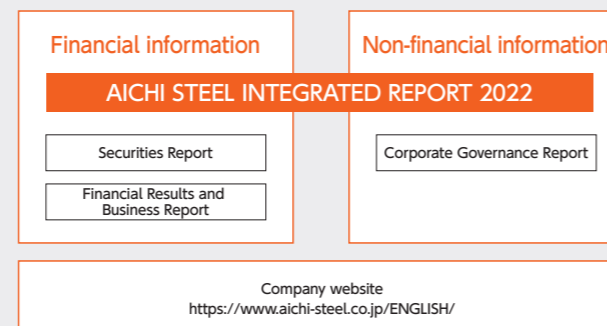 Financial information
Non-financial information
AICHI STEEL INTEGRATED REPORT 2022
Securities Report
Corporate Governance Report
Financial Results and
Business Report
Company website
https://www.aichi-steel.co.jp/ENGLISH/